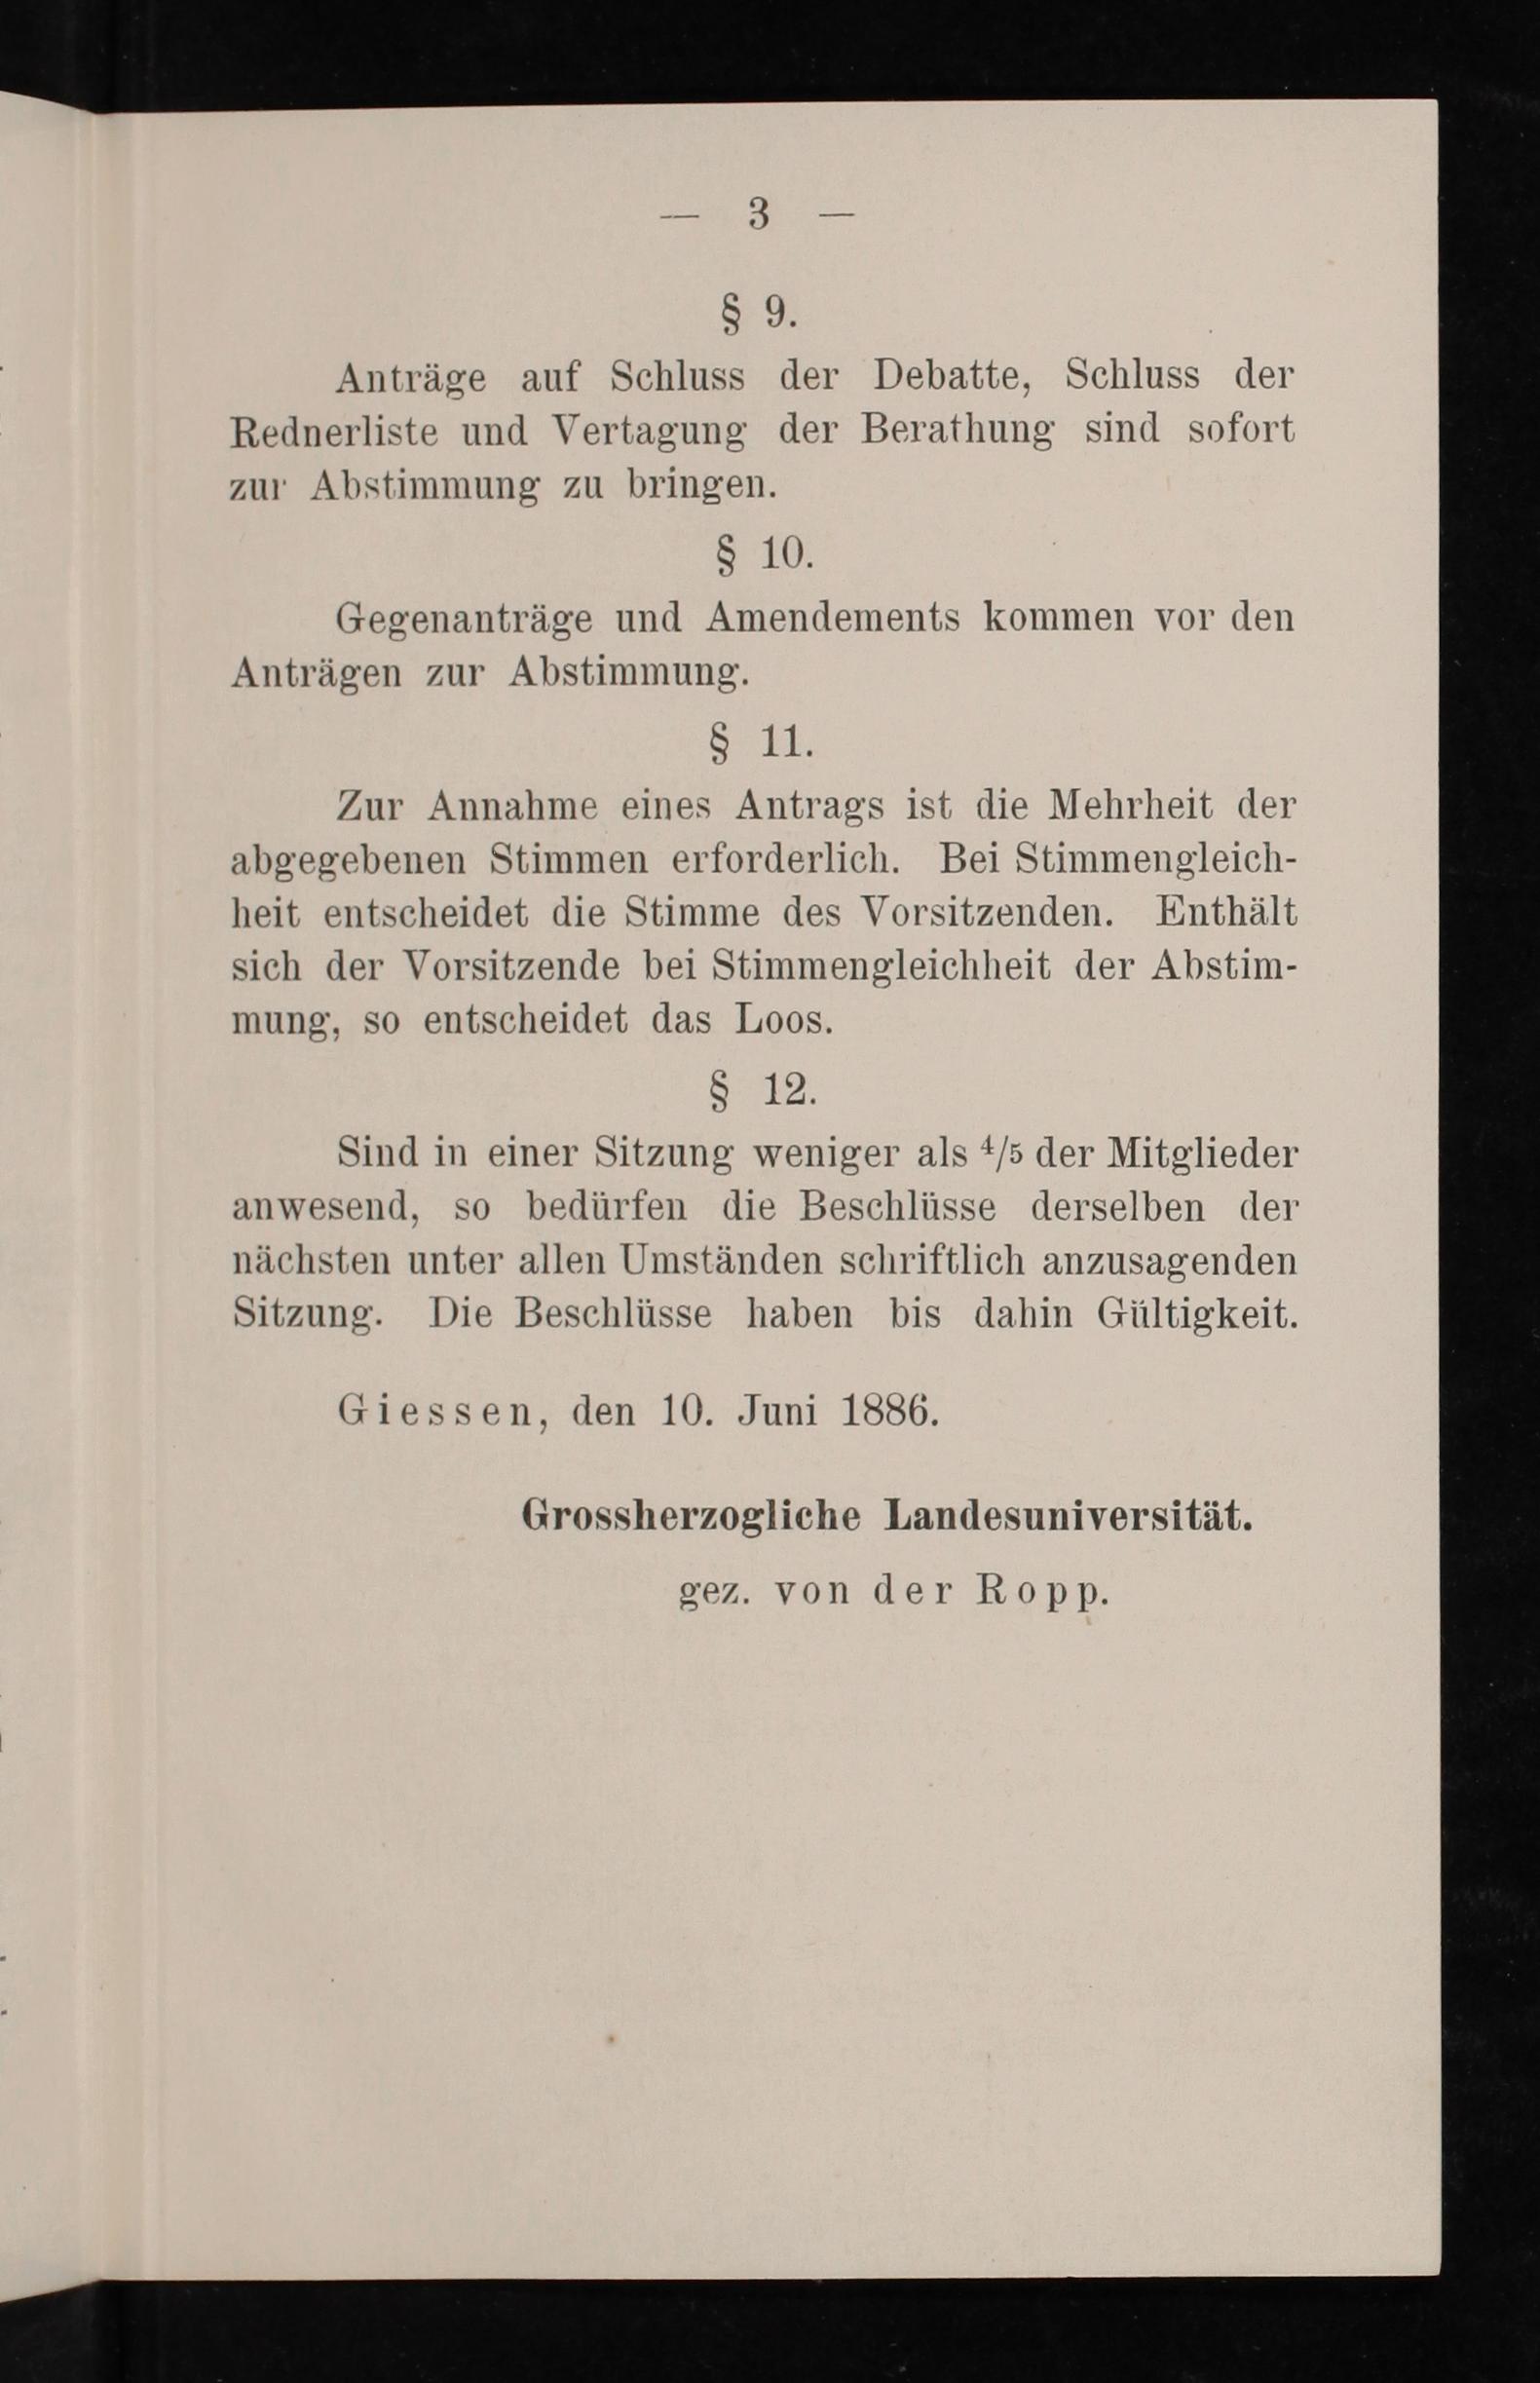 — 3 —
§ 9.
Anträge auf Schluss der Debatte, Schluss der
Rednerliste und Vertagung der Berathung sind sofort
zur Abstimmung zu bringen.
§ 10.
Gegenanträge und Amendements kommen vor den
Anträgen zur Abstimmung.
§ 11.
Zur Annahme eines Antrags ist die Mehrheit der
abgegebenen Stimmen erforderlich. Bei Stimmengleich-
heit entscheidet die Stimme des Vorsitzenden. Enthält
sich der Vorsitzende bei Stimmengleichheit der Abstim-
mung, so entscheidet das Loos.
§ 12.
Sind in einer Sitzung weniger als 4/5 der Mitglieder
anwesend, so bedürfen die Beschlüsse derselben der
nächsten unter allen Umständen schriftlich anzusagenden
Sitzung. Die Beschlüsse haben bis dahin Gültigkeit.
Giessen, den 10. Juni 1886.
Grossherzogliche Landesuniversität.
gez. von der Ropp.